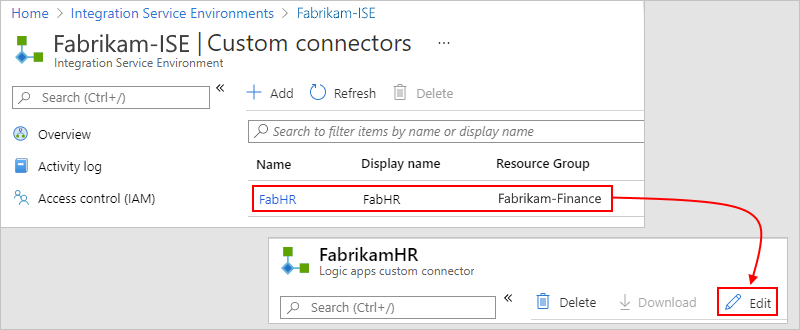 Home > Integration Service Environments > Fabrikam-ISE
Fabrikam-ISE | Custom connectors ...
Integration Service Environment
Search (Ctrl+/) «
Add Refresh Delete
Search to filter items by name or display name
Overview
Activity log
Access control (IAM)
Name Display name Resource Group
FabHR FabHR Fabrikam-Finance
FabrikamHR
Logic apps custom connector
Search (Ctrl+/) «
Delete Download Edit